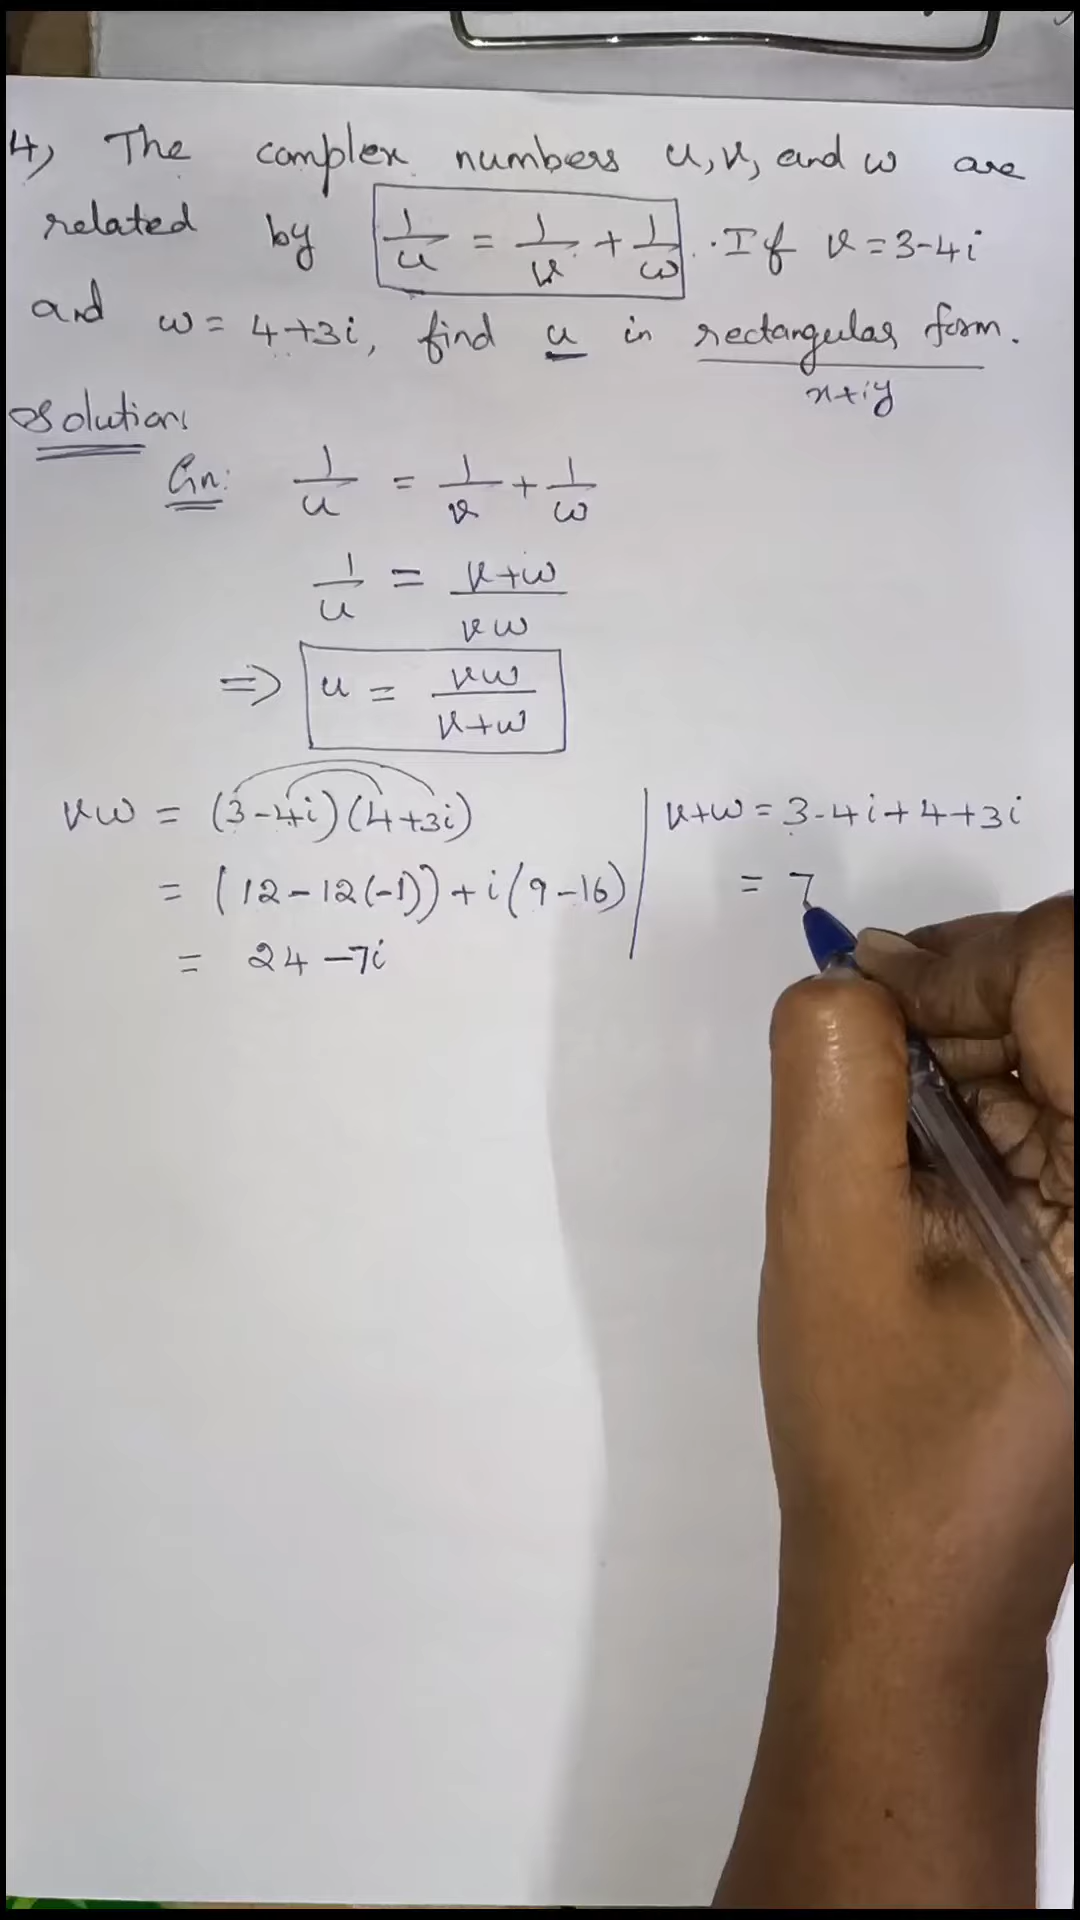 4) The complex numbers u, v, and w are
related by 1/u = 1/v + 1/w . If v = 3-4i
and w = 4+3i, find u in rectangular form.
x+iy
Solution:
Gn: 1/u = 1/v + 1/w
1/u = v+w/vw
=> u = vw/v+w
vw = (3-4i)(4+3i)
= (12-12(-1))+i(9-16)
= 24-7i
v+w = 3-4i+4+3i
= 7